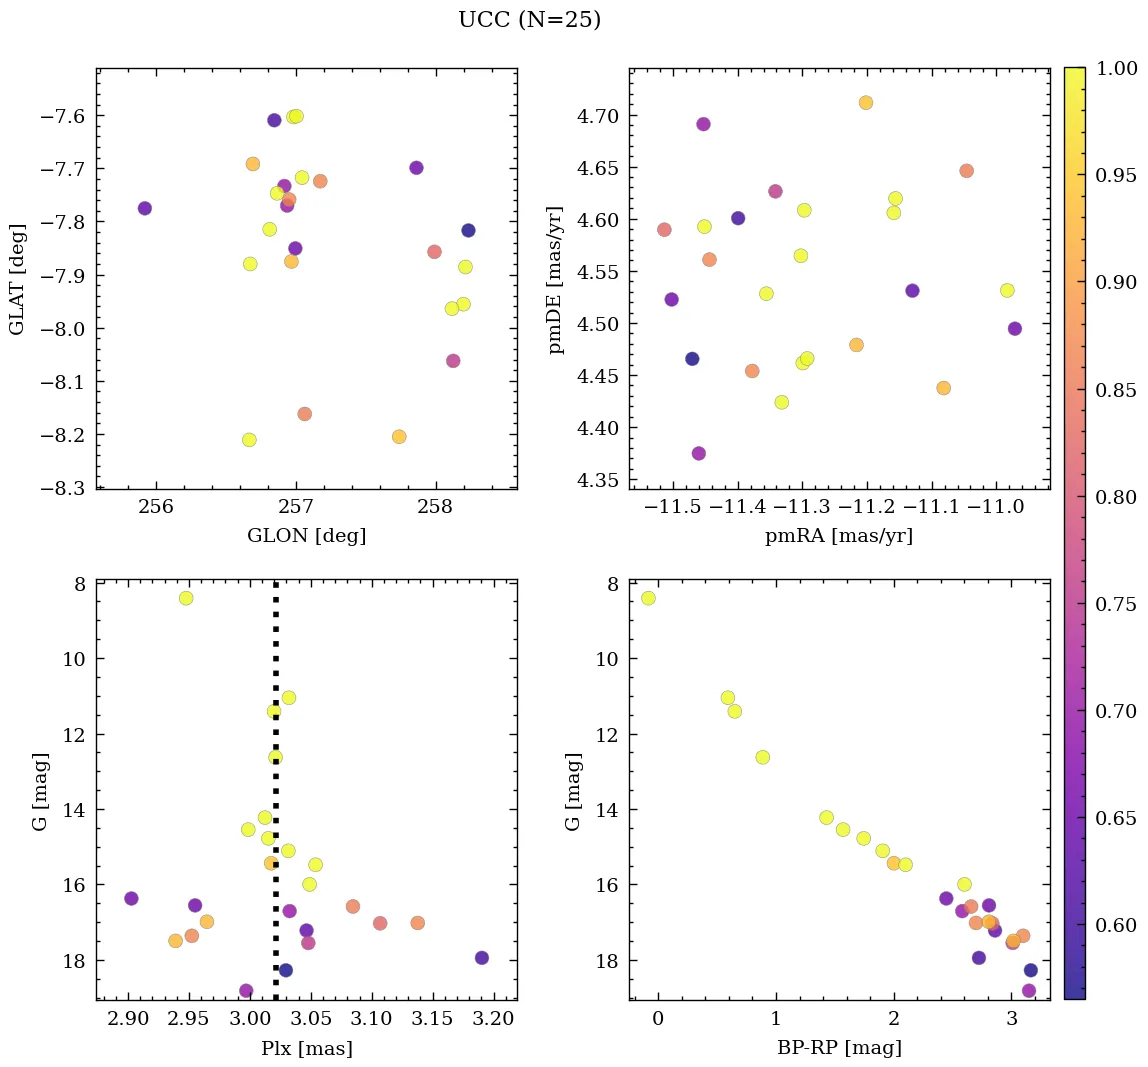 UCC (N=25)
−7.6
−7.7
−7.8
−7.9
−8.0
−8.1
−8.2
−8.3
GLAT [deg]
256 257 258
GLON [deg]
4.70
4.65
4.60
4.55
4.50
4.45
4.40
4.35
pmDE [mas/yr]
−11.5 −11.4 −11.3 −11.2 −11.1 −11.0
pmRA [mas/yr]
8
10
12
14
16
18
G [mag]
2.90 2.95 3.00 3.05 3.10 3.15 3.20
Plx [mas]
8
10
12
14
16
18
G [mag]
0 1 2 3
BP-RP [mag]
1.00
0.95
0.90
0.85
0.80
0.75
0.70
0.65
0.60